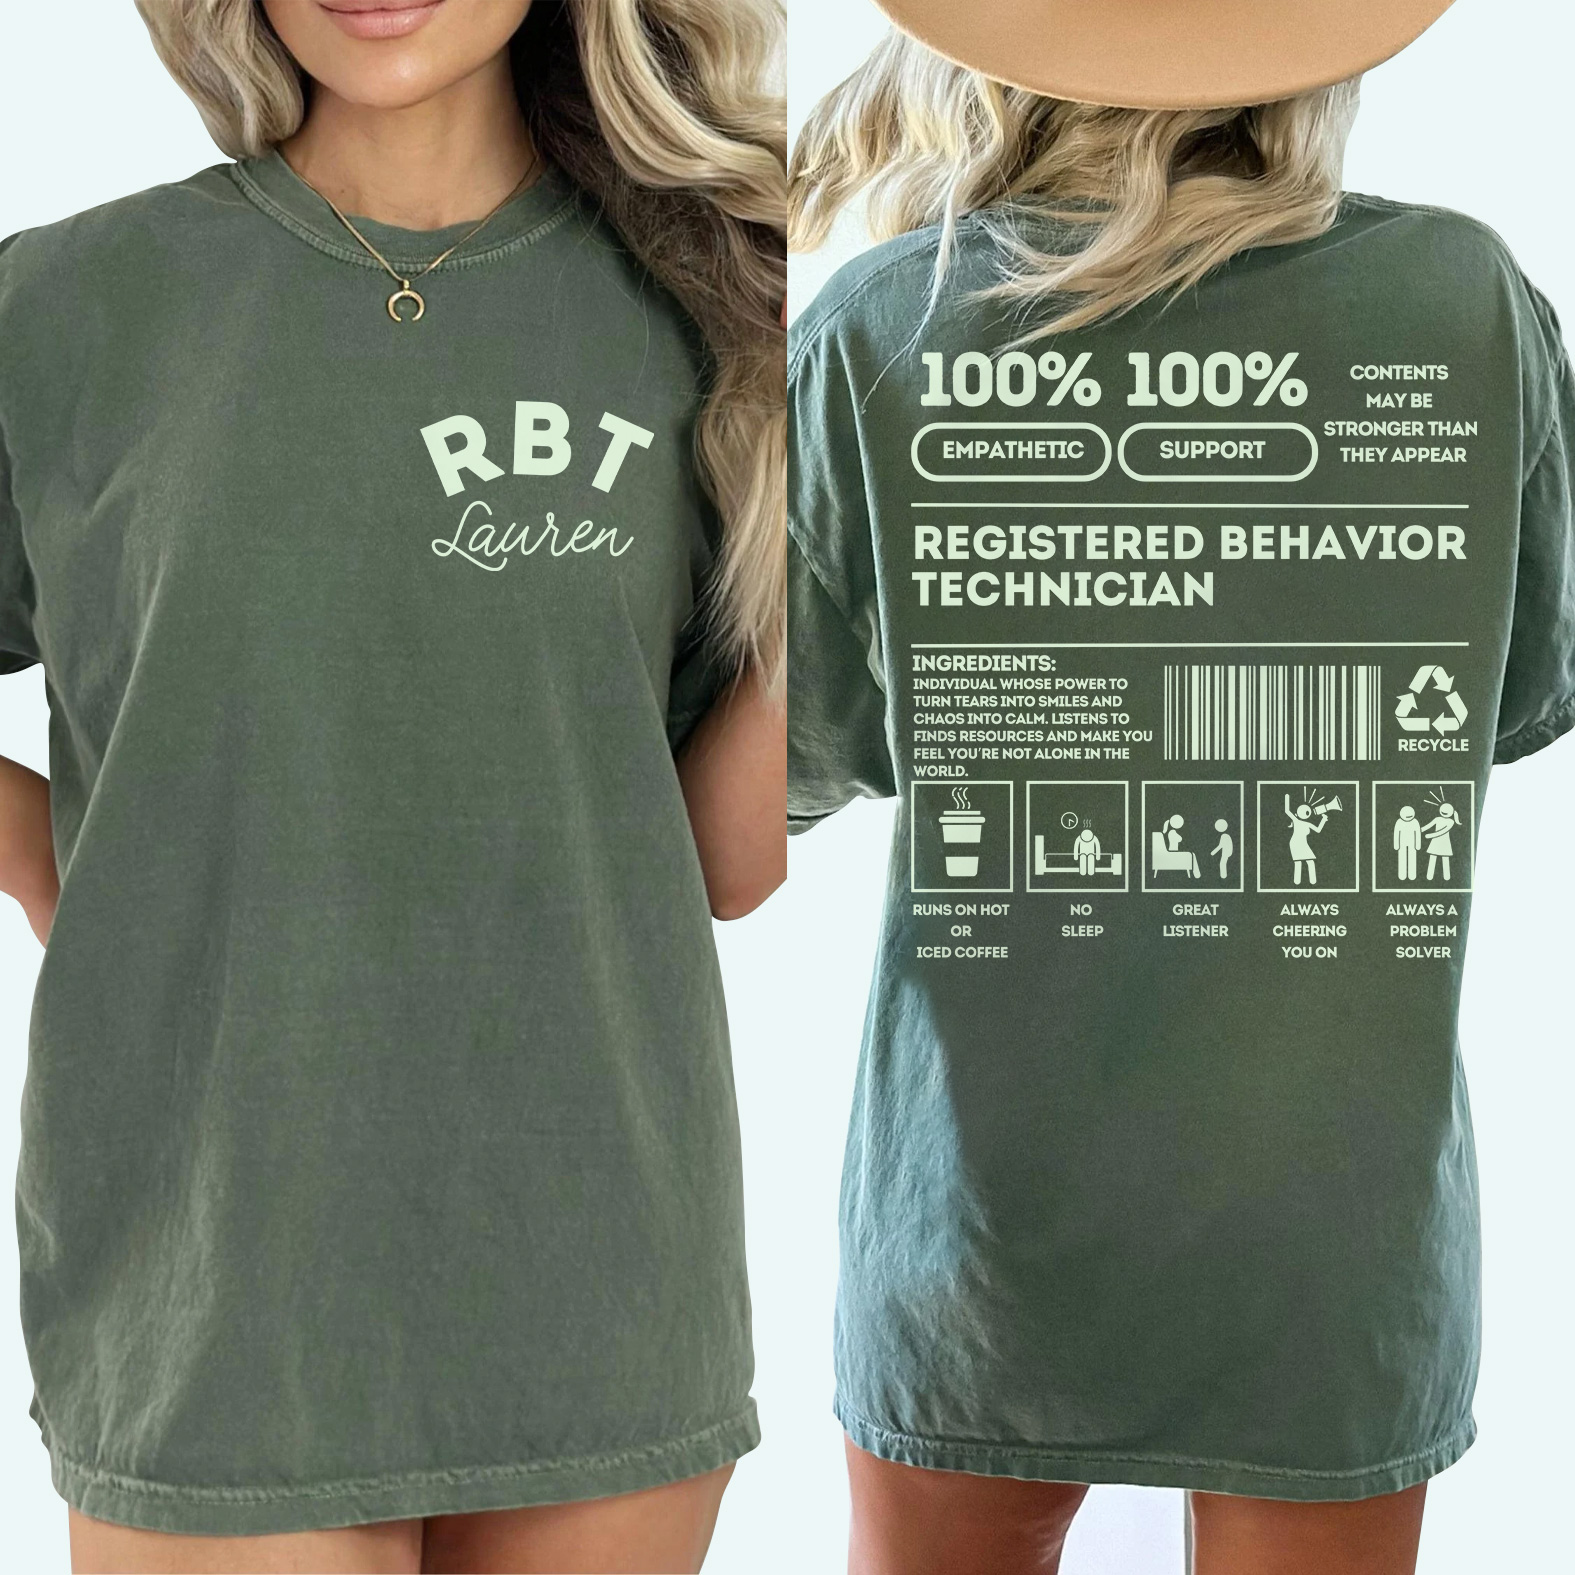 RBT
Lauren
100% 100%
EMPATHETIC SUPPORT
CONTENTS
MAY BE
STRONGER THAN
THEY APPEAR
REGISTERED BEHAVIOR
TECHNICIAN
INGREDIENTS:
INDIVIDUAL WHOSE POWER TO
TURN TEARS INTO SMILES AND
CHAOS INTO CALM. LISTENS TO
FINDS RESOURCES AND MAKE YOU
FEEL YOU'RE NOT ALONE IN THE
WORLD.
RECYCLE
RUNS ON HOT
OR
ICED COFFEE
NO
SLEEP
GREAT
LISTENER
ALWAYS
CHEERING
YOU ON
ALWAYS A
PROBLEM
SOLVER